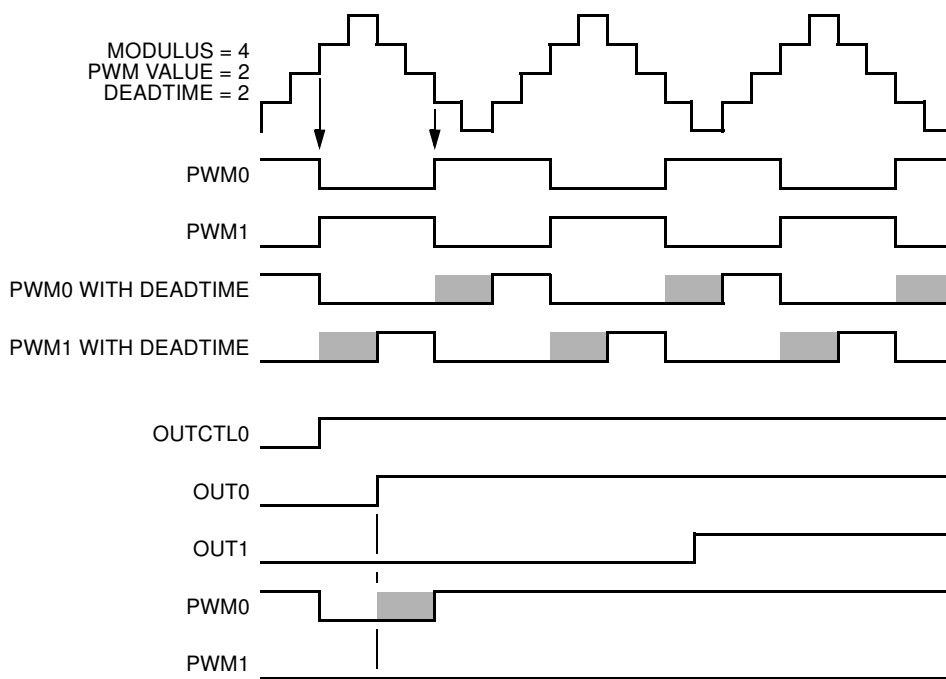 MODULUS = 4
PWM VALUE = 2
DEADTIME = 2
PWM0
PWM1
PWM0 WITH DEADTIME
PWM1 WITH DEADTIME
OUTCTL0
OUT0
OUT1
PWM0
PWM1